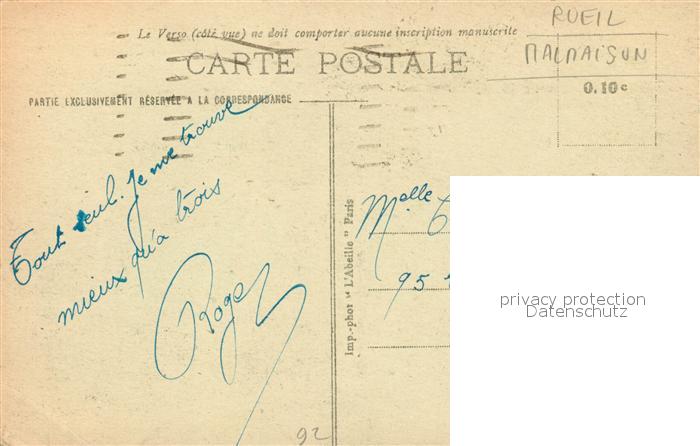 Le Verso (côté vue) ne doit comporter aucune inscription manuscrite
RUEIL
MALMAISON
CARTE POSTALE
0.10c
PARTIE EXCLUSIVEMENT RÉSERVÉE A LA CORRESPONDANCE
Tout seul. je me trouve
mieux qu'a trois
Roger
Imp.-phot "L'Abeille" Paris
Melle
95
privacy protection
Datenschutz
92